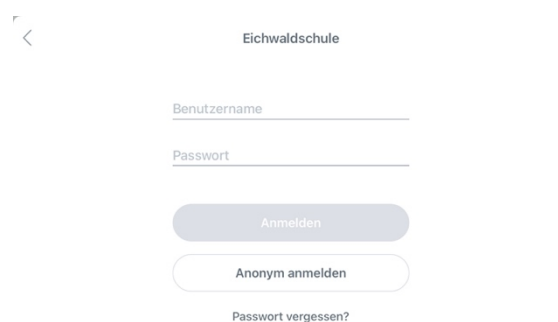 Eichwaldschule
Benutzername
Passwort
Anmelden
Anonym anmelden
Passwort vergessen?